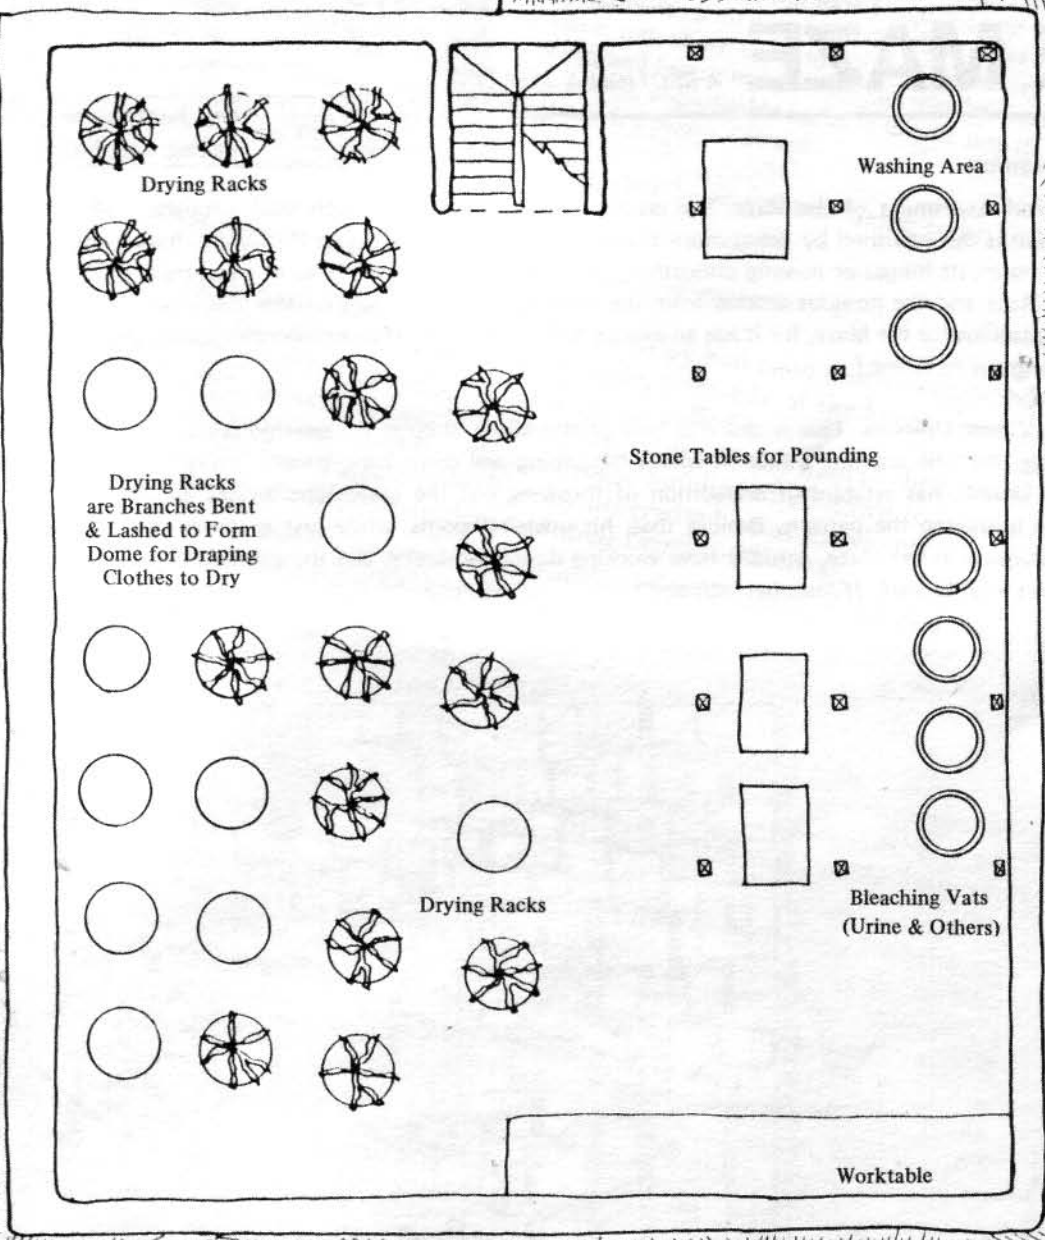 Drying Racks
Washing Area
Stone Tables for Pounding
Drying Racks
are Branches Bent
& Lashed to Form
Dome for Draping
Clothes to Dry
Drying Racks
Bleaching Vats
(Urine & Others)
Worktable